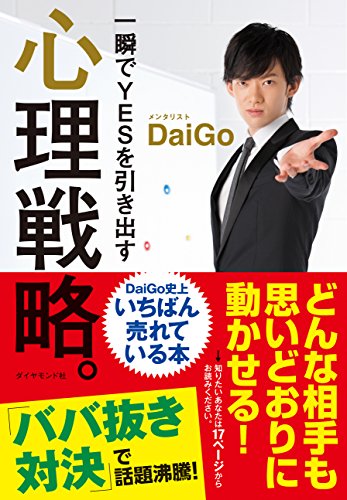 一瞬でYESを引き出す
心理戦略。
メンタリスト
DaiGo
ダイヤモンド社
DaiGo史上
いちばん
売れて
いる本
どんな相手も
思いどおりに
動かせる!
→知りたいあなたは17ページから
お読みください
「ババ抜き
対決」で話題沸騰!